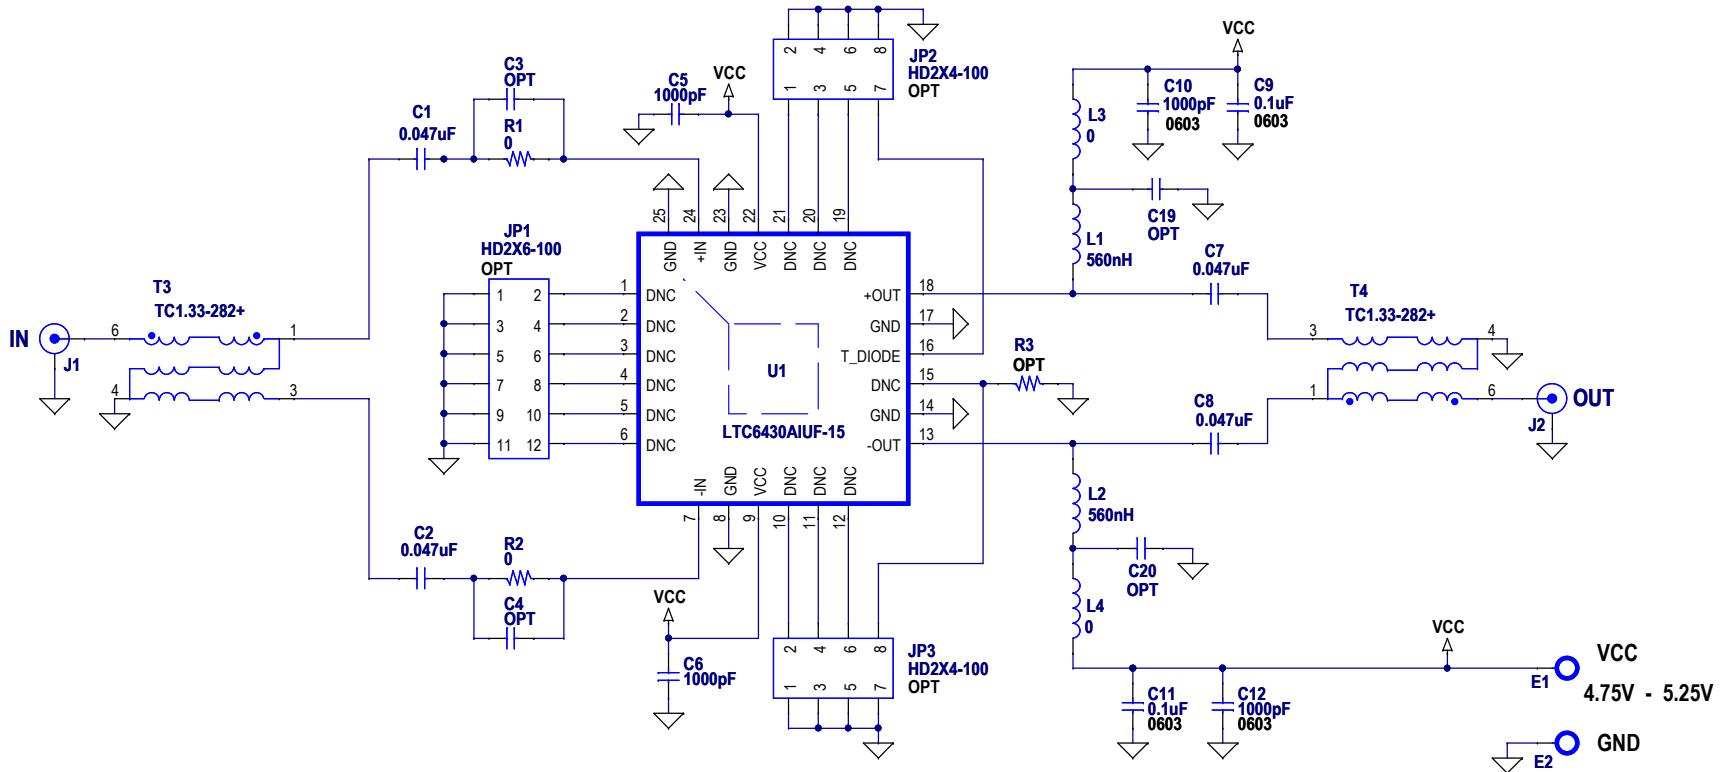 IN
J1
T3
TC1.33-282+
6
1
4
3
C1
0.047uF
C3
OPT
R1
0
C2
0.047uF
R2
0
C4
OPT
C5
1000pF
VCC
JP2
HD2X4-100
OPT
2 4 6 8
1 3 5 7
JP1
HD2X6-100
OPT
1 2
3 4
5 6
7 8
9 10
11 12
25 24 23 22 21 20 19
GND +IN GND VCC DNC DNC DNC
1 DNC
2 DNC
3 DNC
4 DNC
5 DNC
6 DNC
+OUT 18
GND 17
T_DIODE 16
DNC 15
GND 14
-OUT 13
U1
LTC6430AIUF-15
-IN GND VCC DNC DNC DNC
7 8 9 10 11 12
VCC
C6
1000pF
2 4 6 8
1 3 5 7
JP3
HD2X4-100
OPT
R3
OPT
VCC
C10
1000pF
0603
C9
0.1uF
0603
L3
0
C19
OPT
L1
560nH
C7
0.047uF
C8
0.047uF
T4
TC1.33-282+
3
4
1
6
OUT
J2
L2
560nH
C20
OPT
L4
0
C11
0.1uF
0603
C12
1000pF
0603
VCC
E1
VCC
4.75V - 5.25V
E2
GND